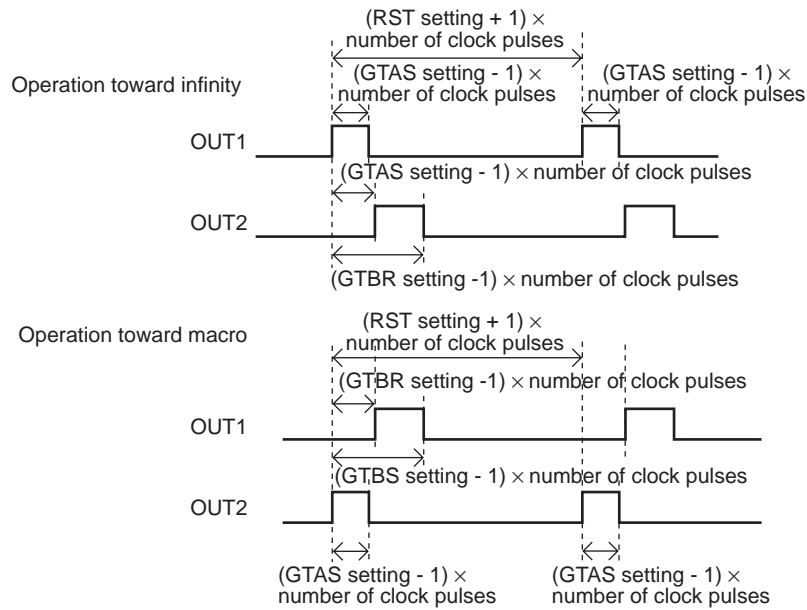 (RST setting + 1) ×
number of clock pulses
Operation toward infinity
(GTAS setting - 1) ×
number of clock pulses
(GTAS setting - 1) ×
number of clock pulses
OUT1
(GTAS setting - 1) × number of clock pulses
OUT2
(GTBR setting -1) × number of clock pulses
Operation toward macro
(RST setting + 1) ×
number of clock pulses
(GTBR setting -1) × number of clock pulses
OUT1
(GTBS setting - 1) × number of clock pulses
OUT2
(GTAS setting - 1) ×
number of clock pulses
(GTAS setting - 1) ×
number of clock pulses